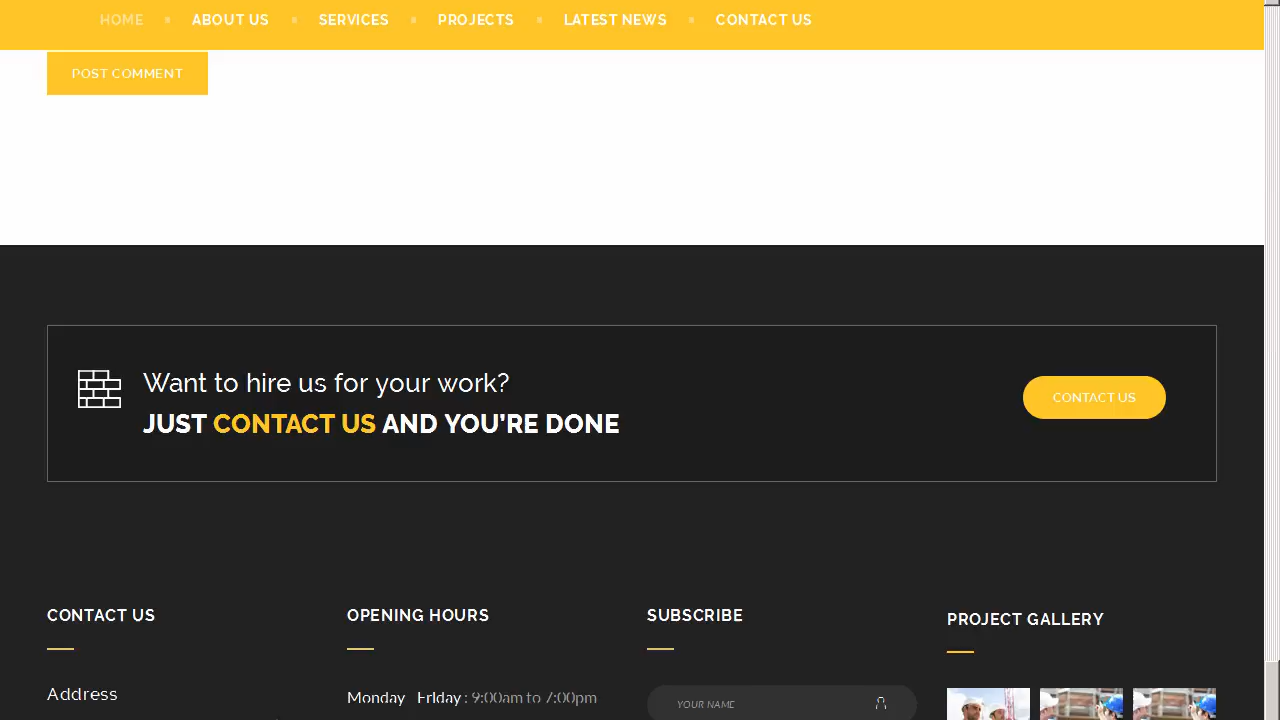 HOME ABOUT US SERVICES PROJECTS LATEST NEWS CONTACT US
POST COMMENT
Want to hire us for your work?
JUST CONTACT US AND YOU'RE DONE
CONTACT US
CONTACT US
OPENING HOURS
SUBSCRIBE
PROJECT GALLERY
Address
Monday Friday : 9:00am to 7:00pm
YOUR NAME